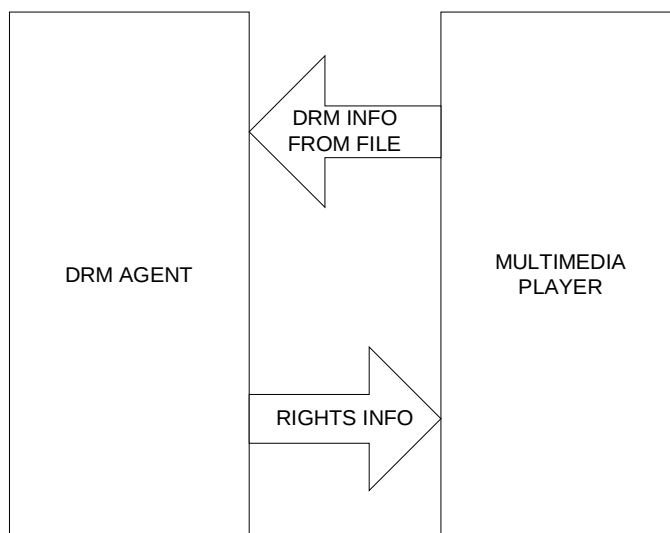 DRM INFO
FROM FILE
DRM AGENT
MULTIMEDIA
PLAYER
RIGHTS INFO